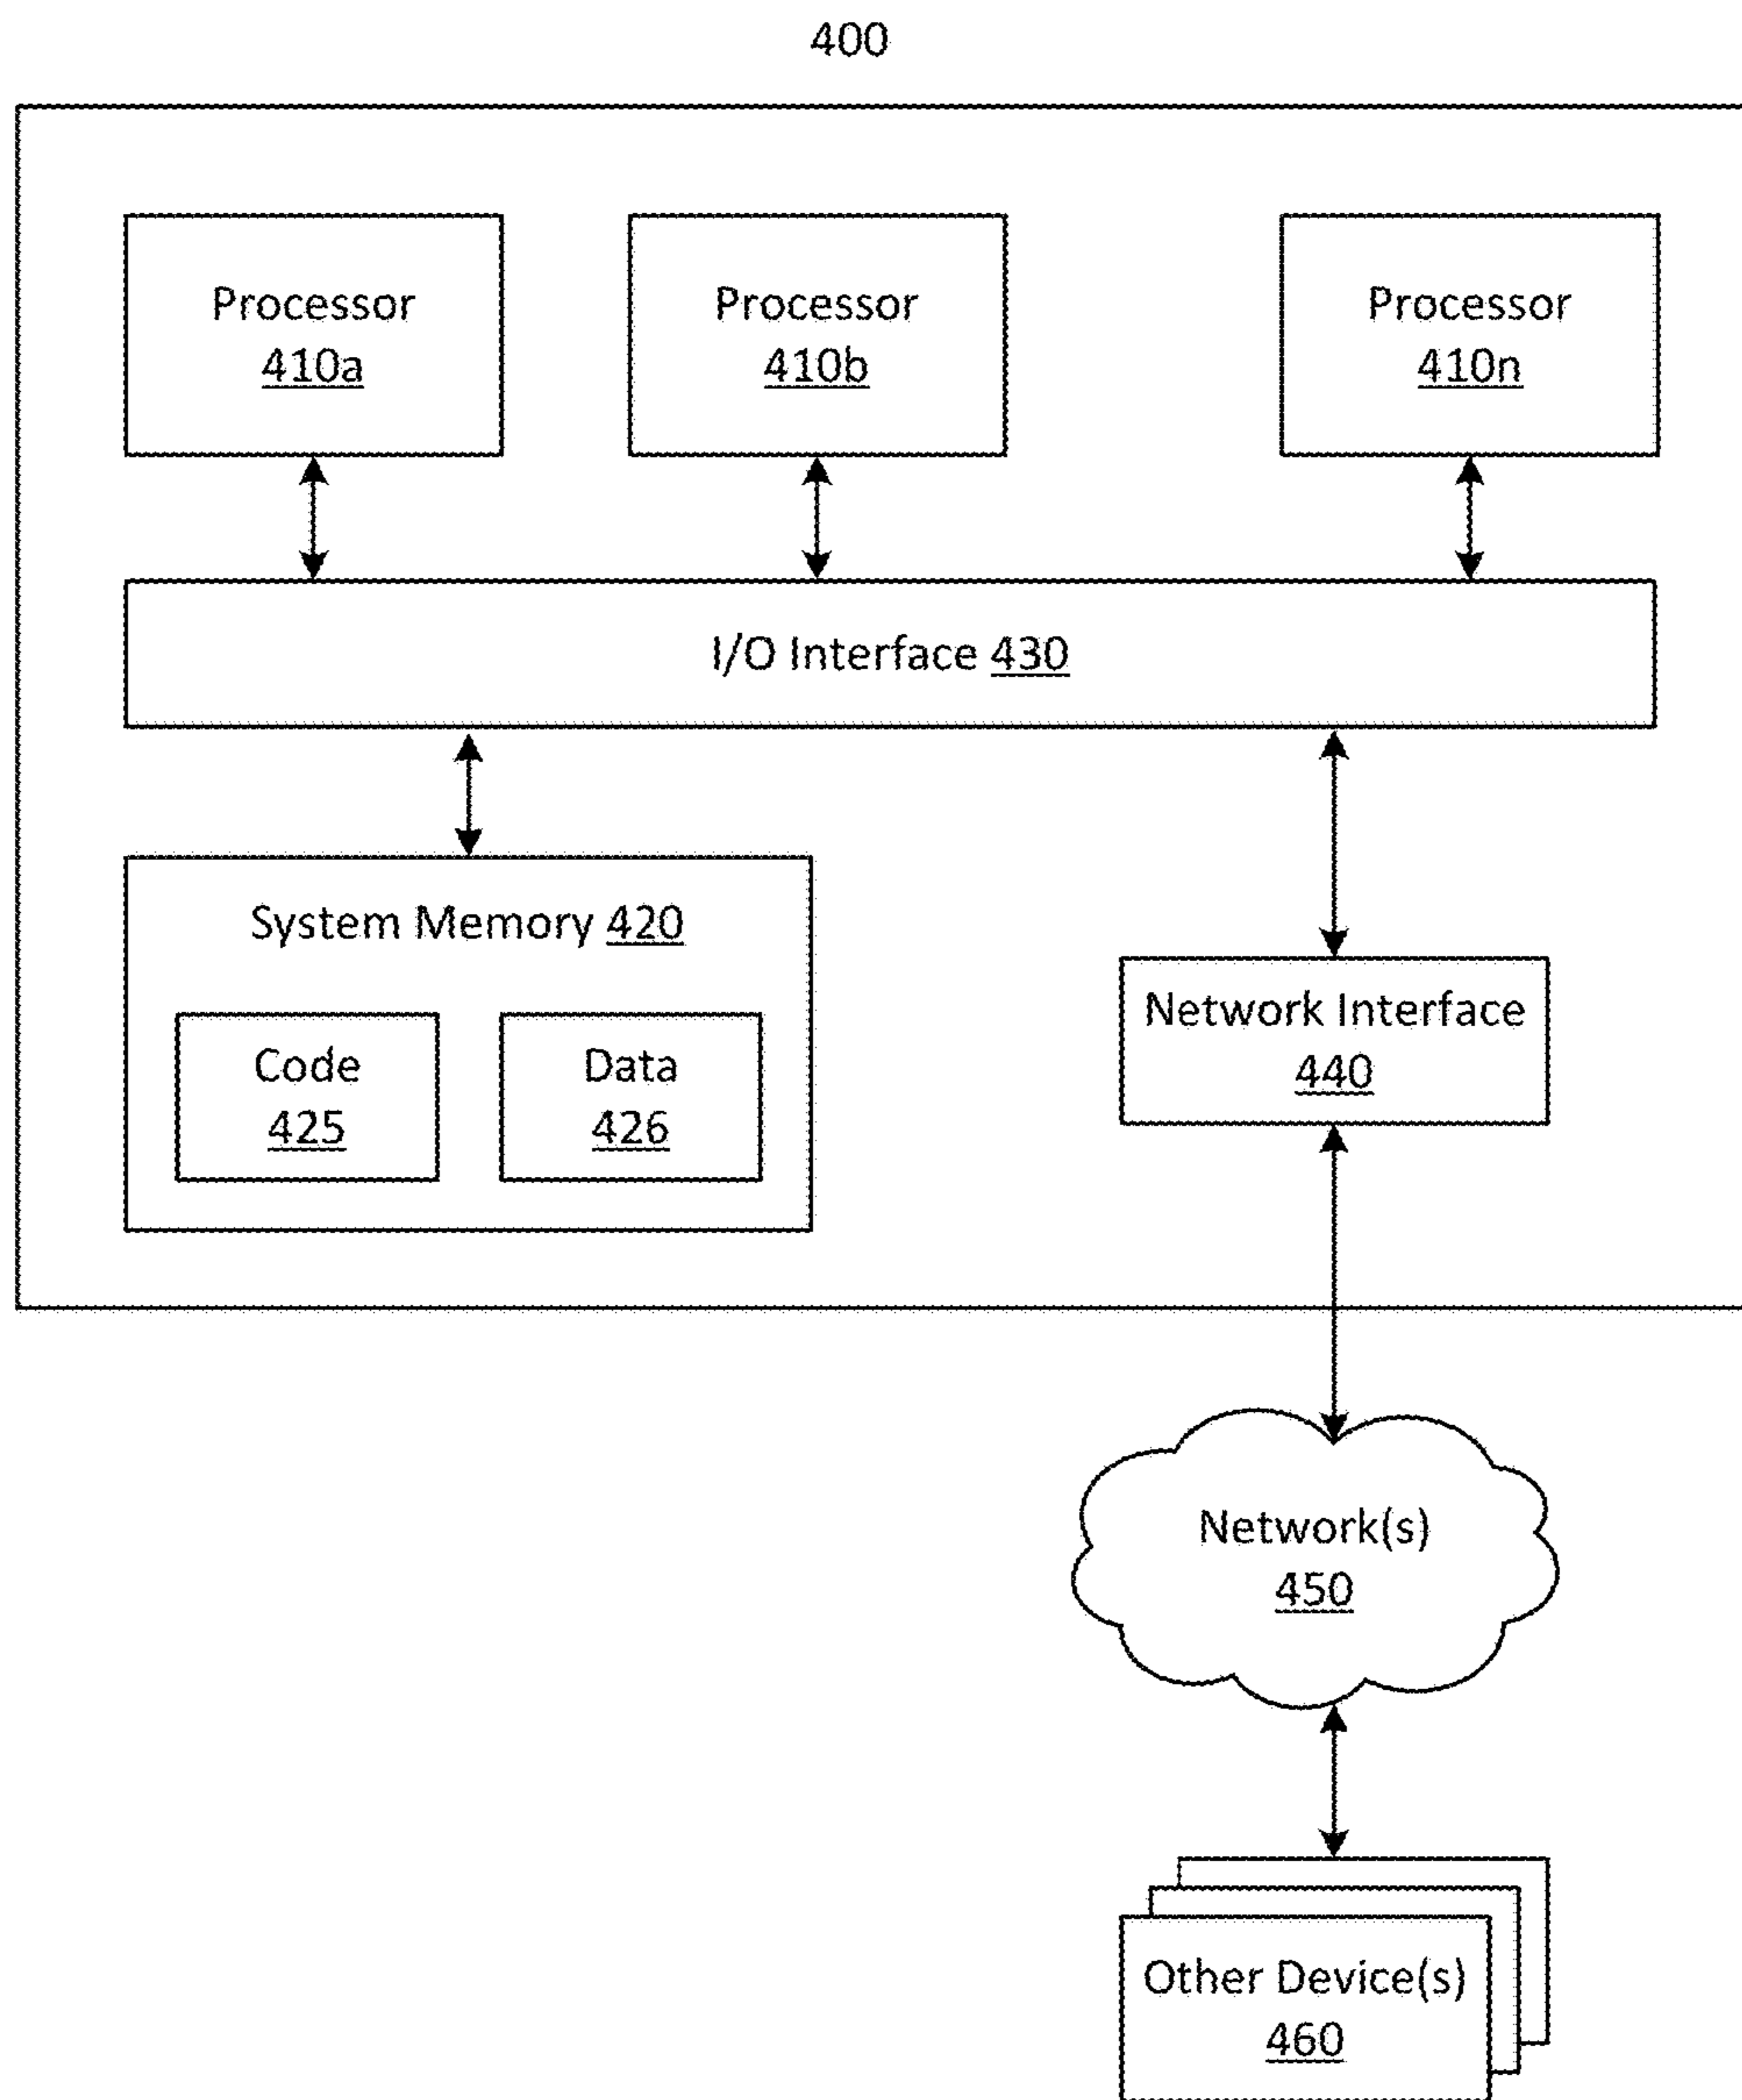 400
Processor
410a
Processor
410b
Processor
410n
I/O Interface 430
System Memory 420
Code
425
Data
426
Network Interface
440
Network(s)
450
Other Device(s)
460